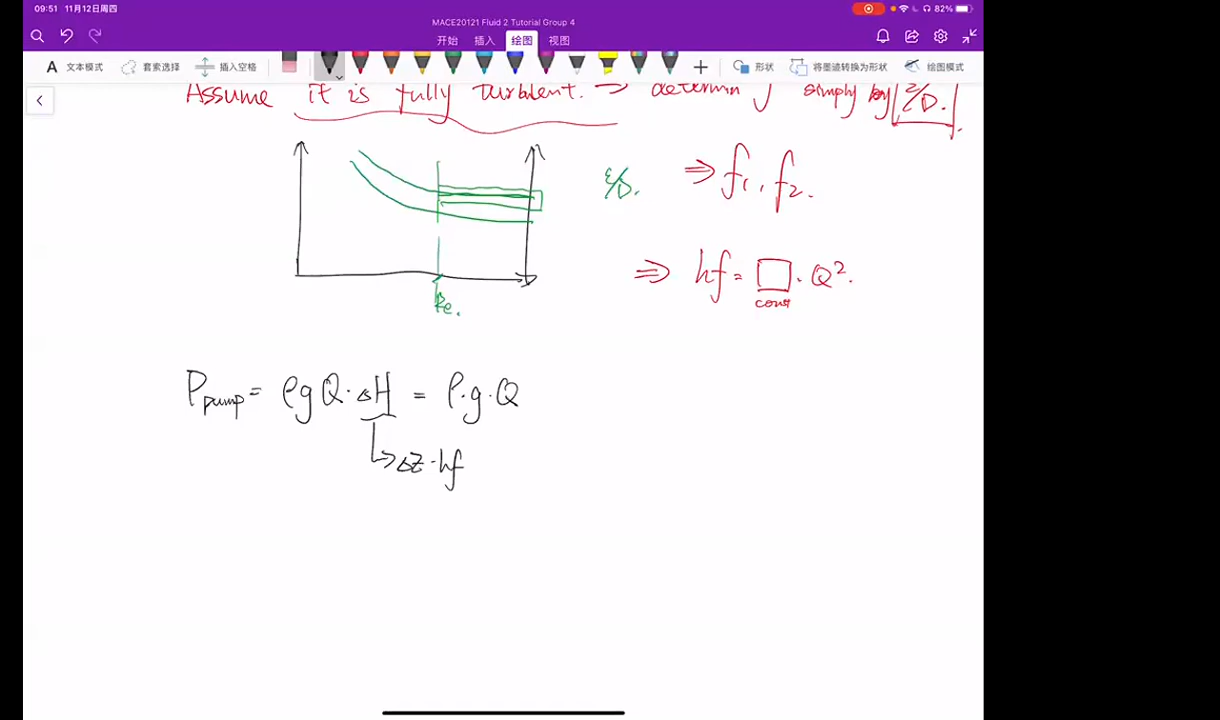 09:51 11月12日周四
82%
MACE20121 Fluid 2 Tutorial Group 4
开始 插入 绘图 视图
文本模式 套索选择 插入空格 形状 将墨迹转换为形状 绘图模式
Assume it is fully turbulent. ⇒ determin f simply by ε/D.
ε/D. ⇒ f1, f2.
⇒ hf = □ · Q².
const
Re.
P pump = ρgQ·ΔH = ρ·g·Q
↳ ΔZ·hf